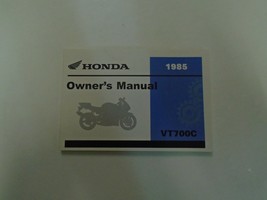 HONDA
1985
Owner's Manual
VT700C